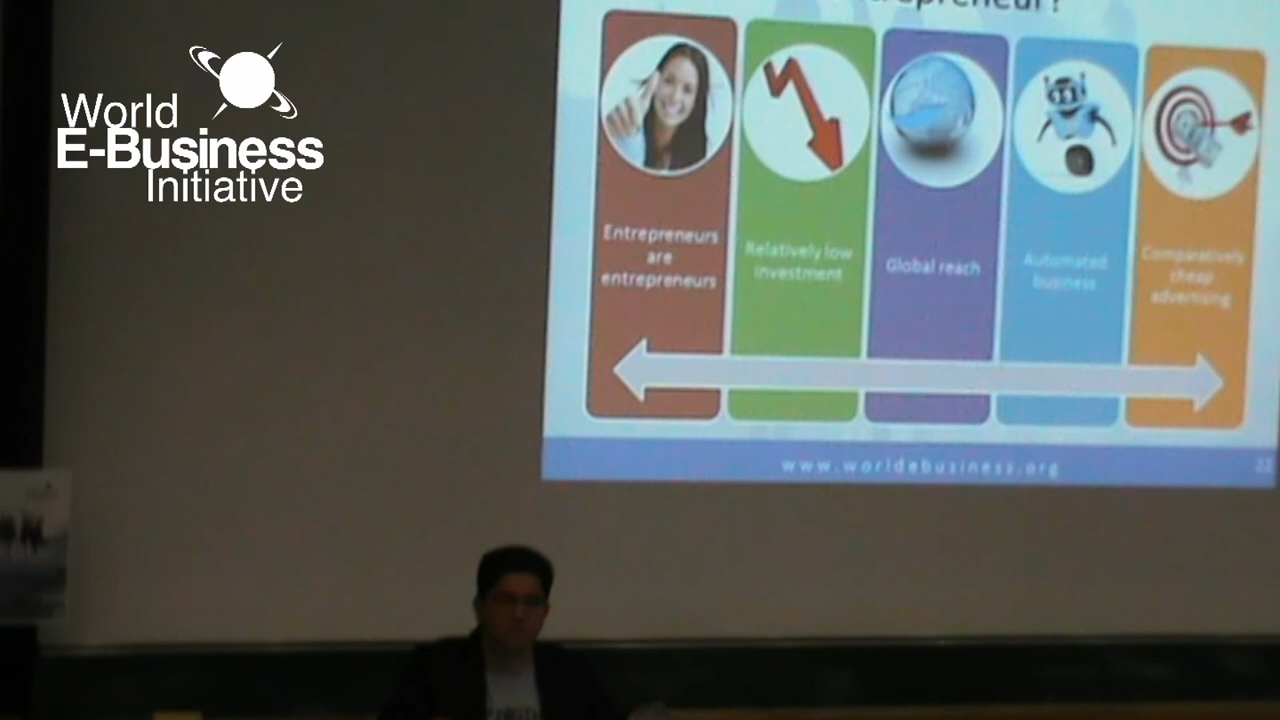 World
E-Business
Initiative
Entrepreneurs
are
entrepreneurs
Relatively low
investment
Global reach
Automated
business
Comparatively
cheap
advertising
www.worldebusiness.org